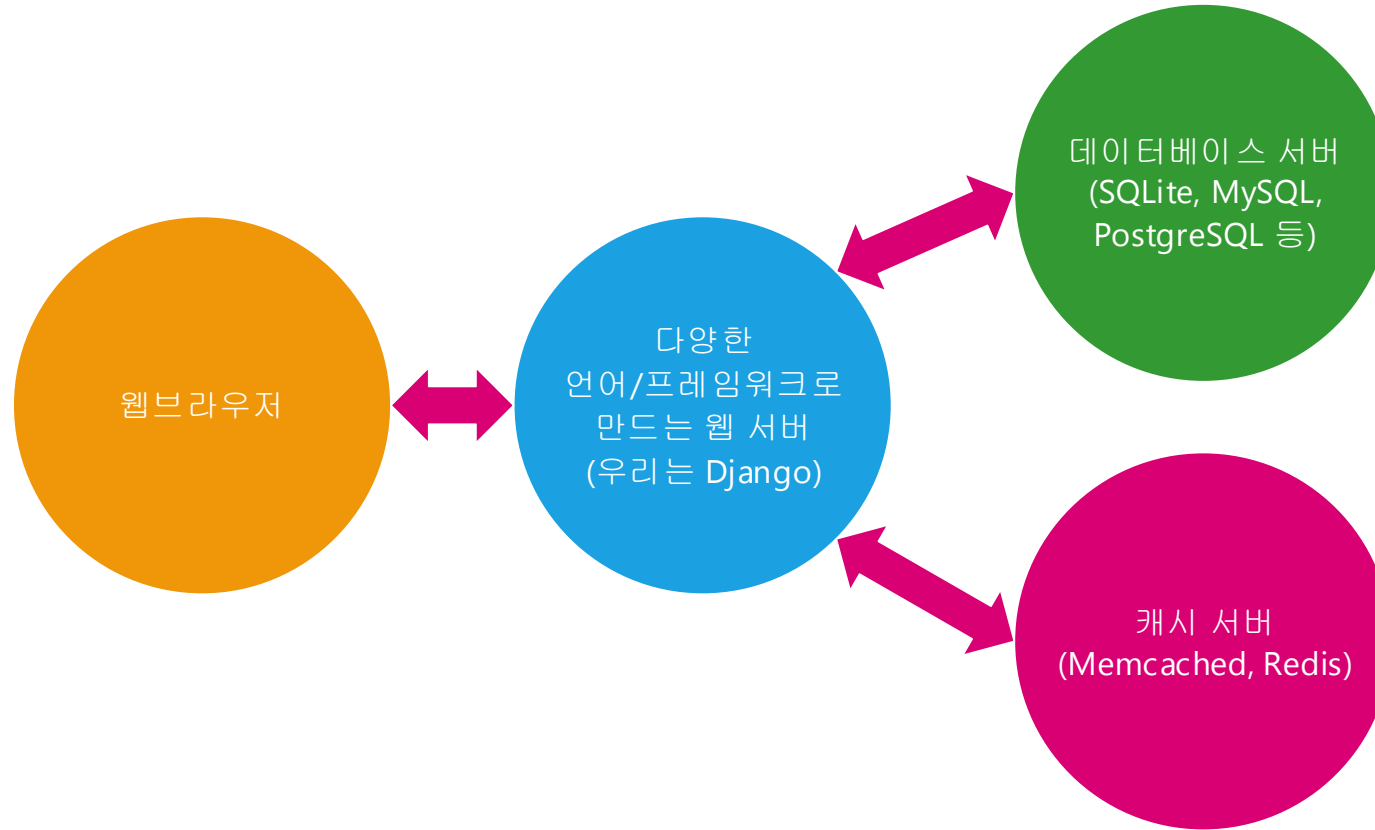 웹브라우저
다양한
언어/프레임워크로
만드는 웹 서버
(우리는 Django)
데이터베이스 서버
(SQLite, MySQL,
PostgreSQL 등)
캐시 서버
(Memcached, Redis)